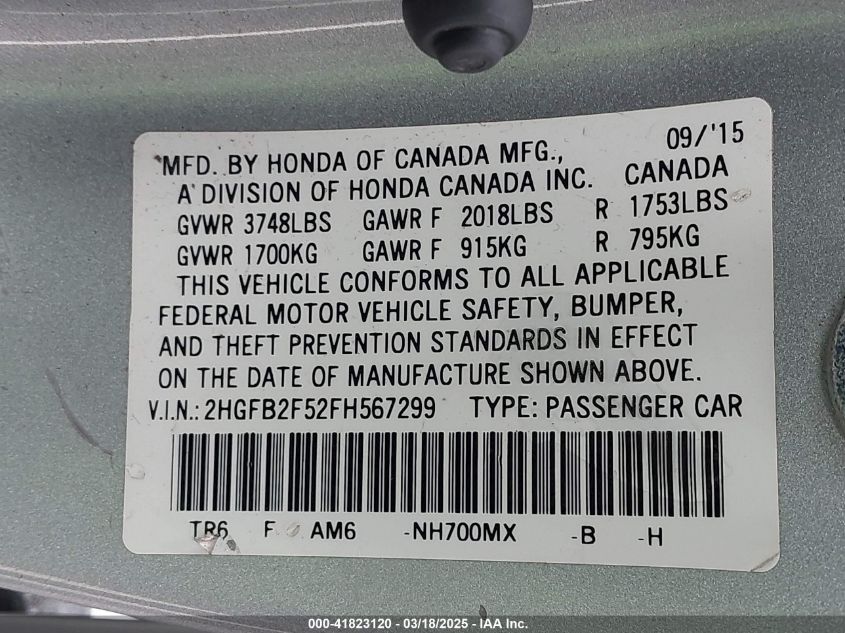 09/'15
MFD. BY HONDA OF CANADA MFG.,
A DIVISION OF HONDA CANADA INC. CANADA
GVWR 3748LBS GAWR F 2018LBS R 1753LBS
GVWR 1700KG GAWR F 915KG R 795KG
THIS VEHICLE CONFORMS TO ALL APPLICABLE
FEDERAL MOTOR VEHICLE SAFETY, BUMPER,
AND THEFT PREVENTION STANDARDS IN EFFECT
ON THE DATE OF MANUFACTURE SHOWN ABOVE.
V.I.N.: 2HGFB2F52FH567299 TYPE: PASSENGER CAR
TR6 F AM6 -NH700MX -B -H
000-41823120 - 03/18/2025 - IAA Inc.